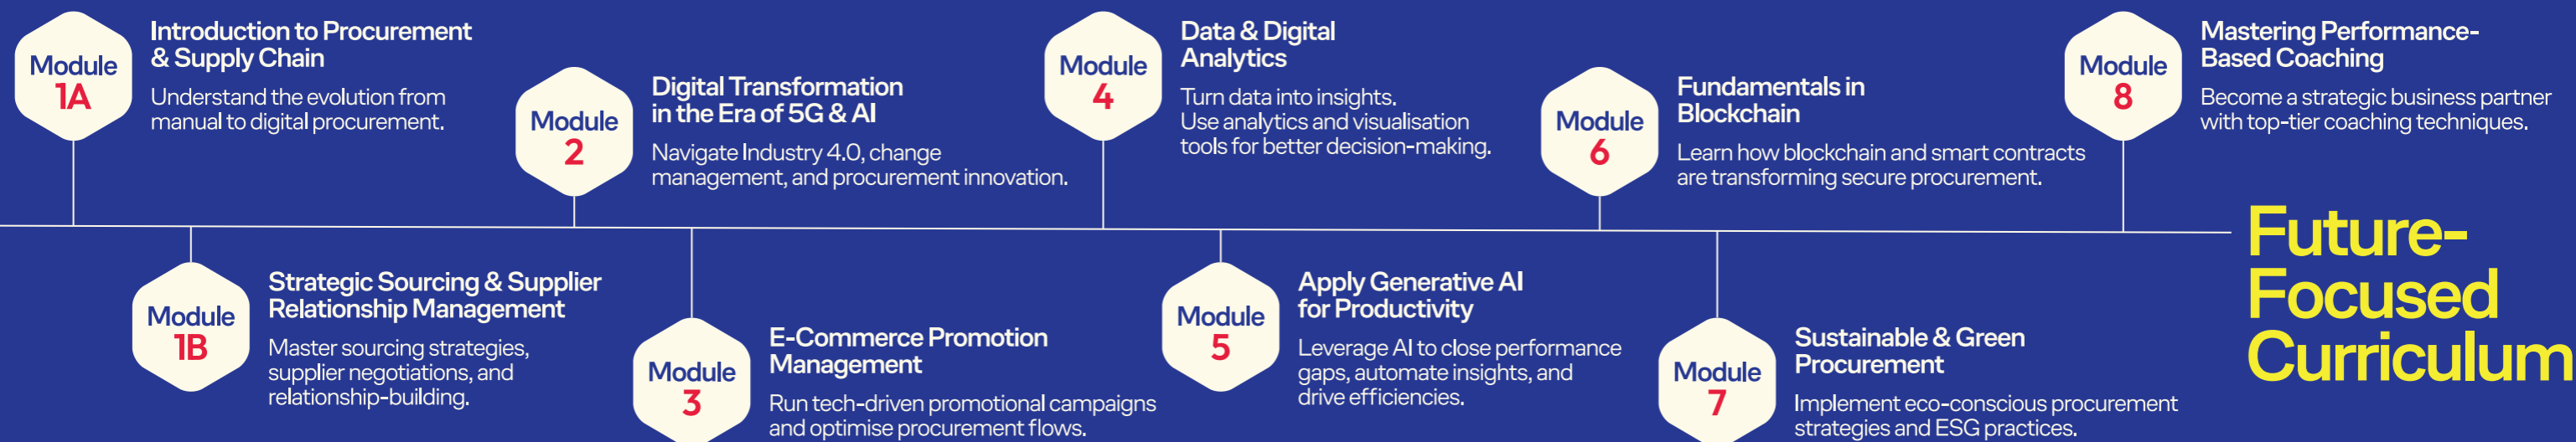 Module
1A
Introduction to Procurement
& Supply Chain
Understand the evolution from
manual to digital procurement.
Module
1B
Strategic Sourcing & Supplier
Relationship Management
Master sourcing strategies,
supplier negotiations, and
relationship-building.
Module
2
Digital Transformation
in the Era of 5G & AI
Navigate Industry 4.0, change
management, and procurement innovation.
Module
3
E-Commerce Promotion
Management
Run tech-driven promotional campaigns
and optimise procurement flows.
Module
4
Data & Digital
Analytics
Turn data into insights.
Use analytics and visualisation
tools for better decision-making.
Module
5
Apply Generative AI
for Productivity
Leverage AI to close performance
gaps, automate insights, and
drive efficiencies.
Module
6
Fundamentals in
Blockchain
Learn how blockchain and smart contracts
are transforming secure procurement.
Module
7
Sustainable & Green
Procurement
Implement eco-conscious procurement
strategies and ESG practices.
Module
8
Mastering Performance-
Based Coaching
Become a strategic business partner
with top-tier coaching techniques.
Future-
Focused
Curriculum